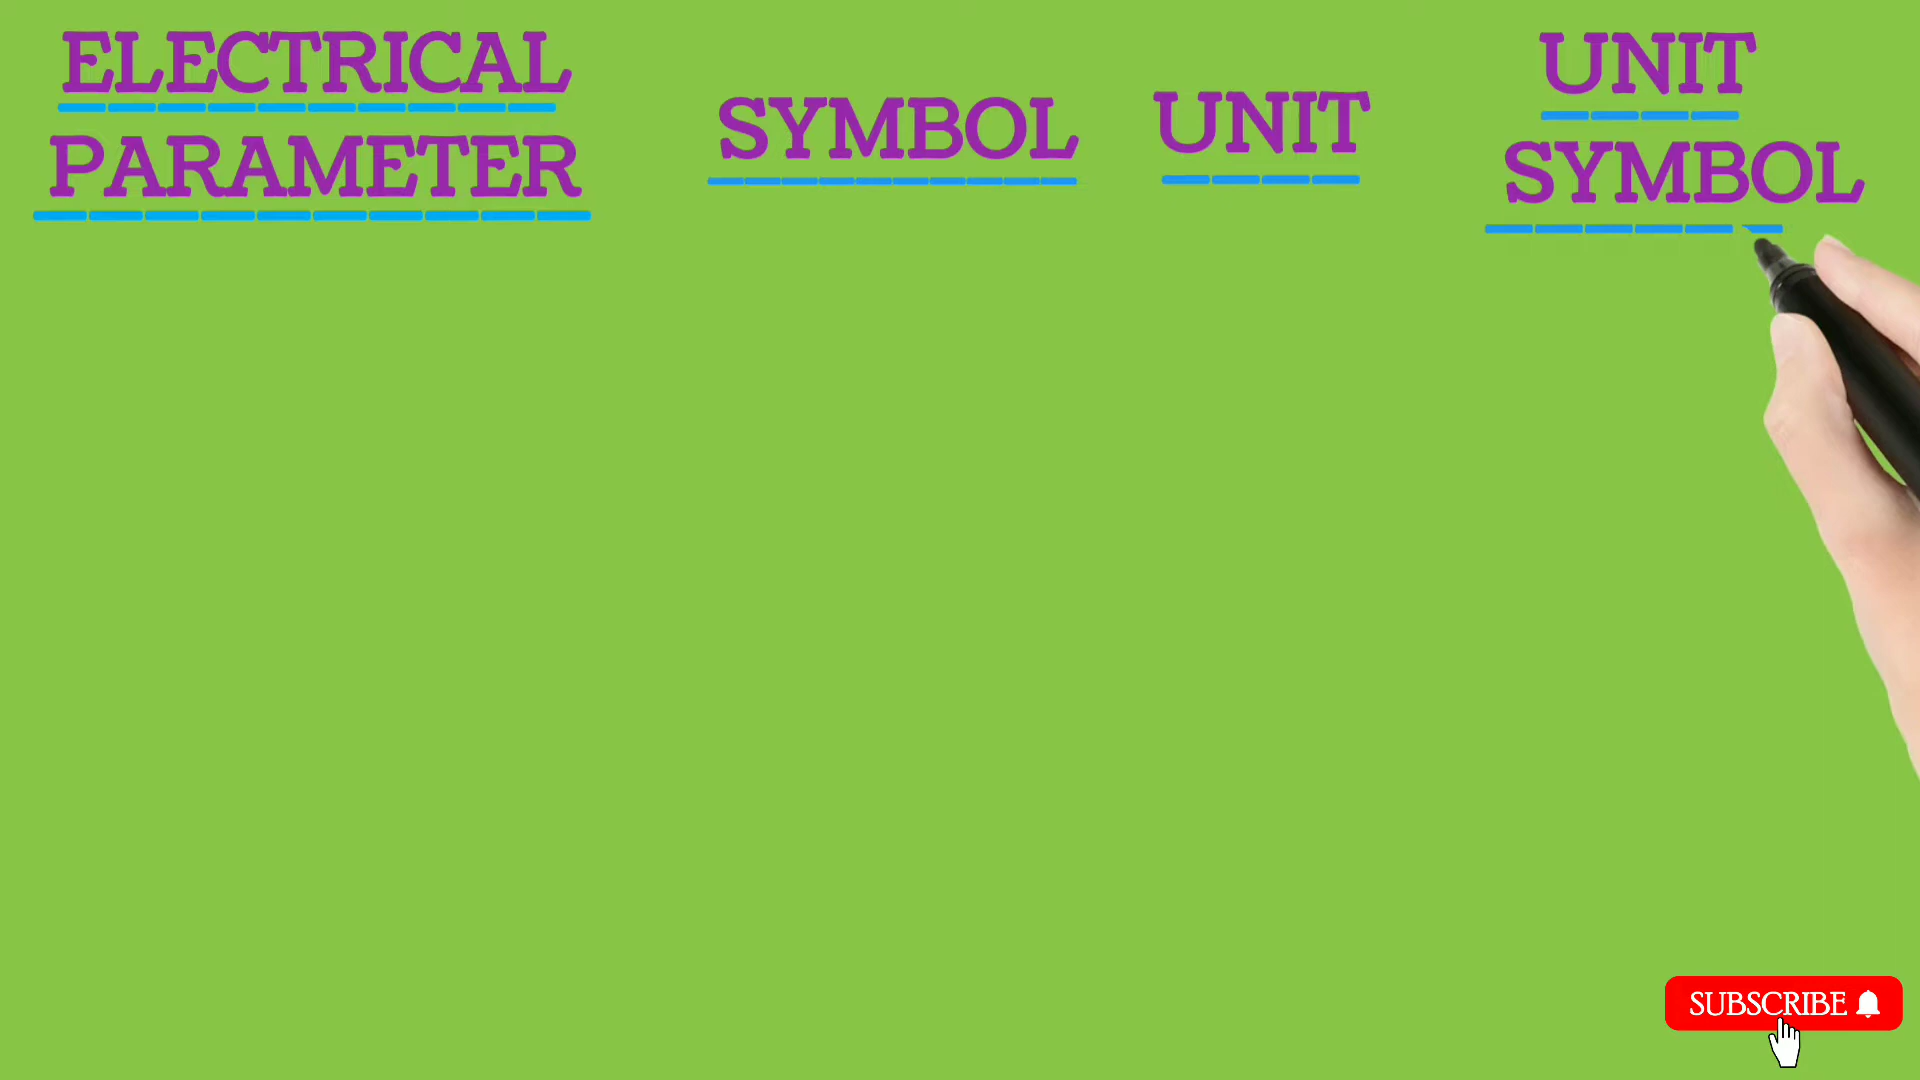 ELECTRICAL
PARAMETER
SYMBOL
UNIT
UNIT
SYMBOL
SUBSCRIBE